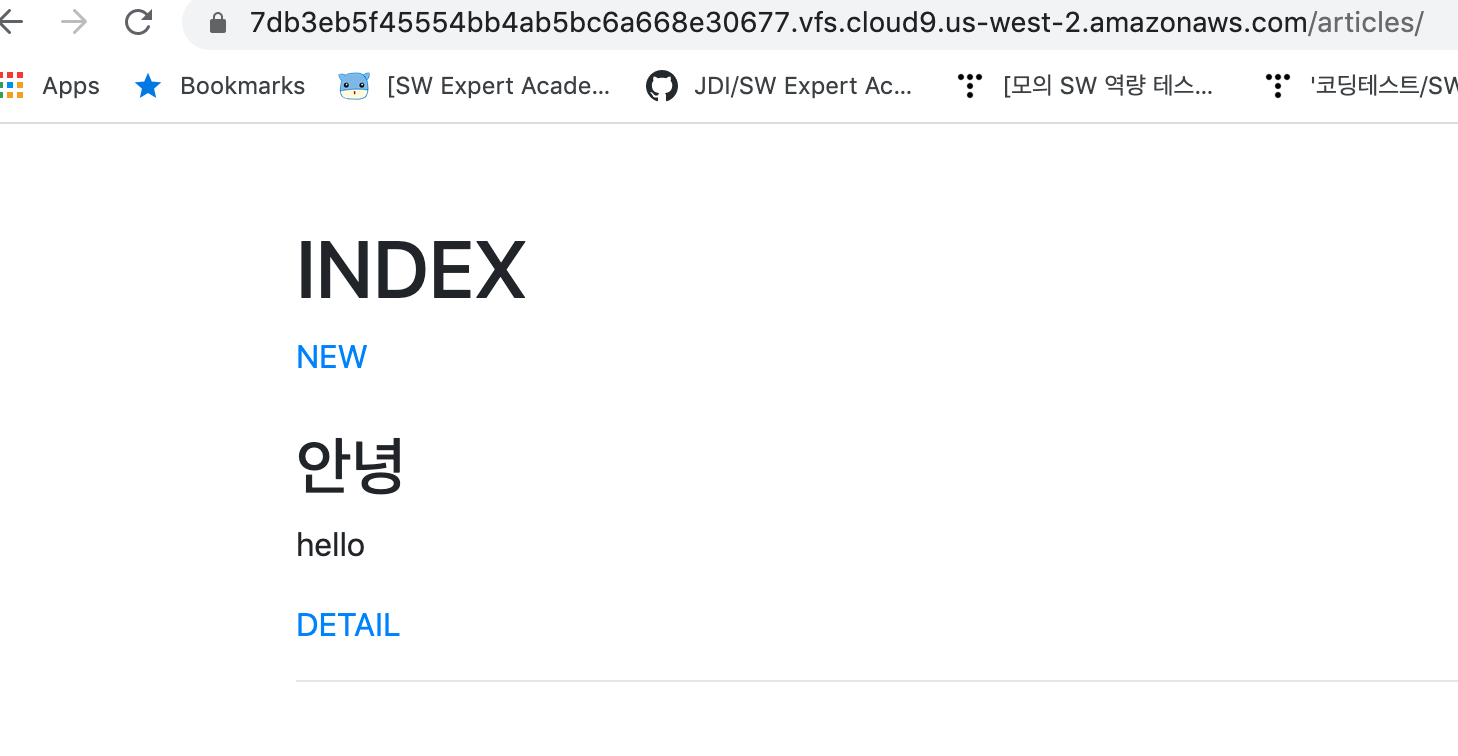 7db3eb5f45554bb4ab5bc6a668e30677.vfs.cloud9.us-west-2.amazonaws.com/articles/
Apps Bookmarks [SW Expert Acade... JDI/SW Expert Ac... [모의 SW 역량 테스... '코딩테스트/SW
INDEX
NEW
안녕
hello
DETAIL